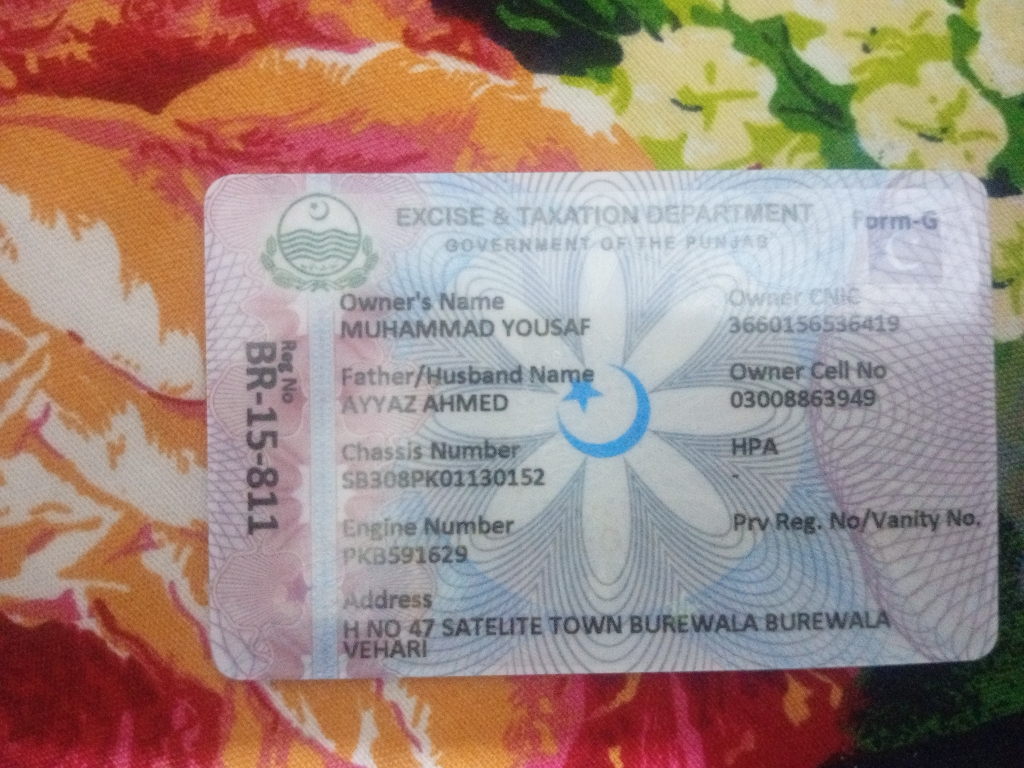 EXCISE & TAXATION DEPARTMENT
GOVERNMENT OF THE PUNJAB
Form-G
Reg No
BR-15-811
Owner's Name
MUHAMMAD YOUSAF
Owner CNIC
3660156536419
Father/Husband Name
AYYAZ AHMED
Owner Cell No
03008863949
Chassis Number
SB308PK01130152
HPA
-
Engine Number
PKB591629
Prv Reg. No/Vanity No.
Address
H NO 47 SATELITE TOWN BUREWALA BUREWALA
VEHARI